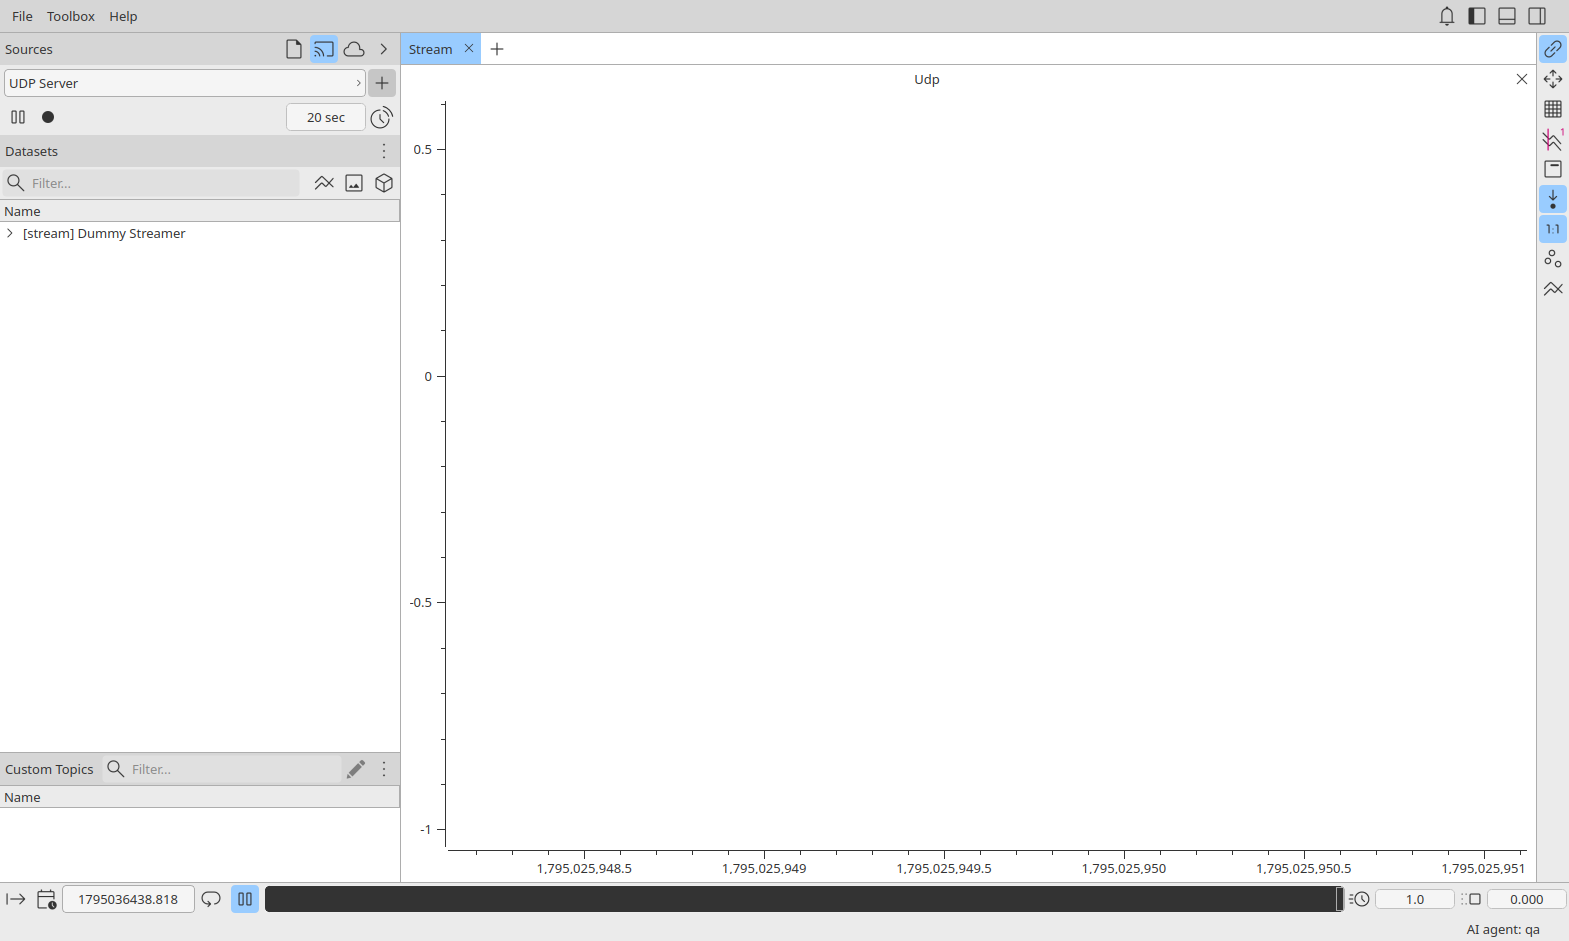 File Toolbox Help
Sources
Stream
UDP Server
Udp
20 sec
Datasets
Filter...
Name
[stream] Dummy Streamer
Custom Topics Filter...
Name
0.5
0
-0.5
-1
1,795,025,948.5 1,795,025,949 1,795,025,949.5 1,795,025,950 1,795,025,950.5 1,795,025,951
1
1:1
1795036438.818 1.0 0.000
AI agent: qa